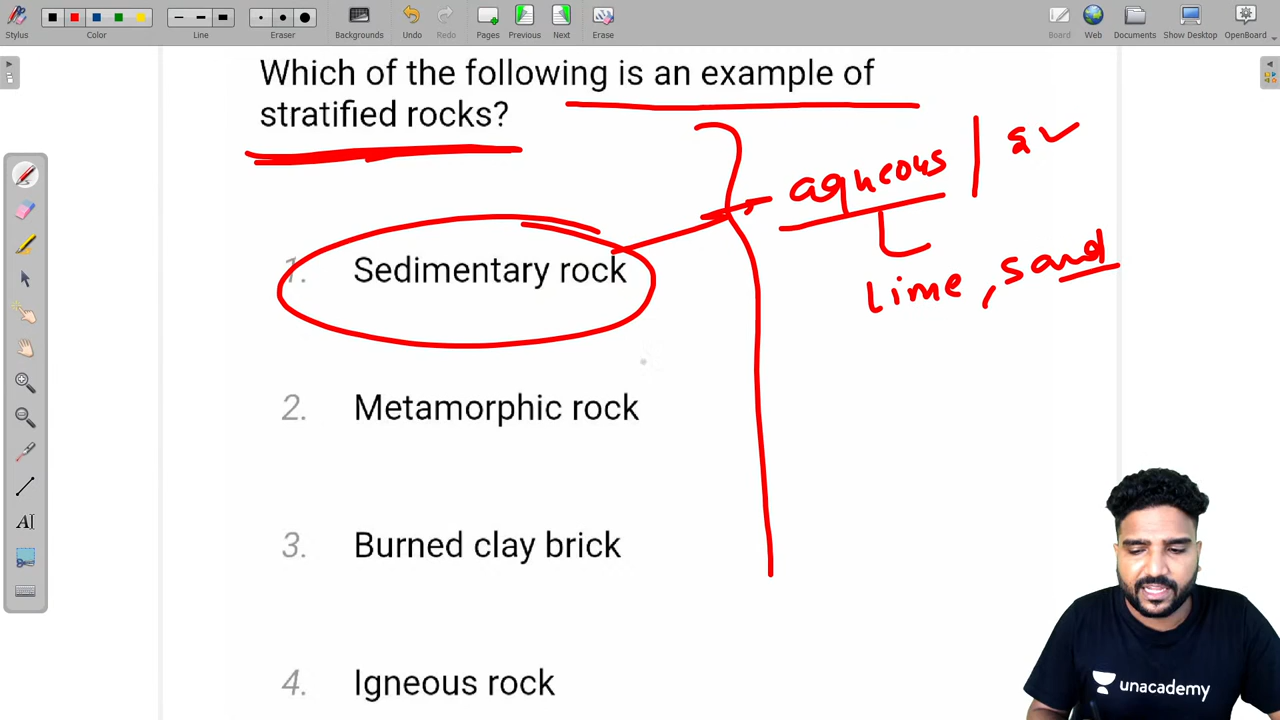 Stylus
Color
Line
Eraser
Backgrounds
Undo
Redo
Pages
Previous
Next
Erase
Board
Web
Documents
Show Desktop
OpenBoard
Which of the following is an example of
stratified rocks?
aqueous
lime, sand
1. Sedimentary rock
2. Metamorphic rock
3. Burned clay brick
4. Igneous rock
AI
unacademy